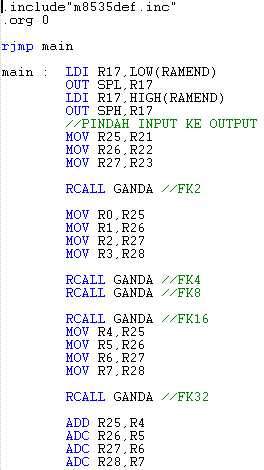 .include"m8535def.inc"
.org 0
rjmp main
main : LDI R17,LOW(RAMEND)
OUT SPL,R17
LDI R17,HIGH(RAMEND)
OUT SPH,R17
//PINDAH INPUT KE OUTPUT
MOV R25,R21
MOV R26,R22
MOV R27,R23
RCALL GANDA //FK2
MOV R0,R25
MOV R1,R26
MOV R2,R27
MOV R3,R28
RCALL GANDA //FK4
RCALL GANDA //FK8
RCALL GANDA //FK16
MOV R4,R25
MOV R5,R26
MOV R6,R27
MOV R7,R28
RCALL GANDA //FK32
ADD R25,R4
ADC R26,R5
ADC R27,R6
ADC R28,R7